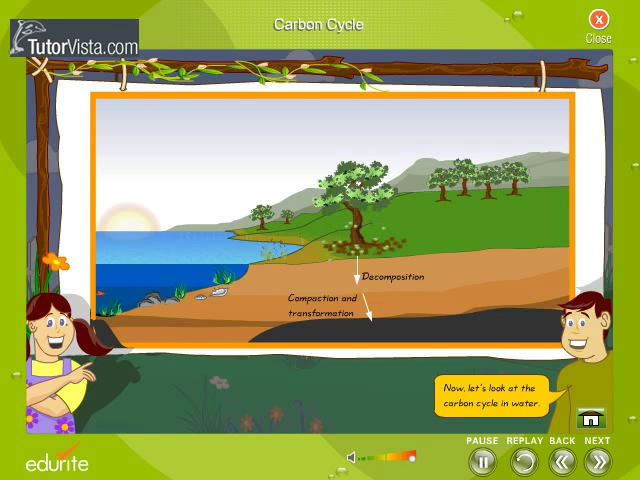 Carbon Cycle
TutorVista.com
X
Close
Decomposition
Compaction and
transformation
Now, let's look at the
carbon cycle in water.
PAUSE REPLAY BACK NEXT
edurite